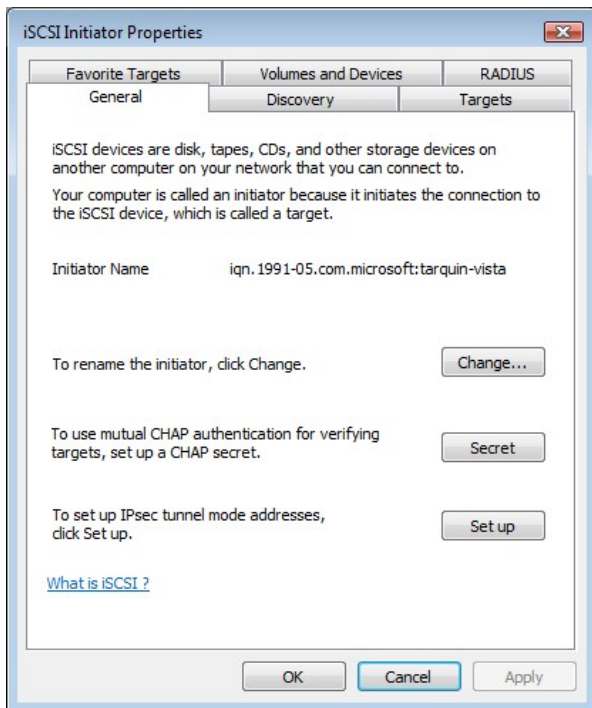 iSCSI Initiator Properties
Favorite Targets Volumes and Devices RADIUS
General Discovery Targets
iSCSI devices are disk, tapes, CDs, and other storage devices on
another computer on your network that you can connect to.
Your computer is called an initiator because it initiates the connection to
the iSCSI device, which is called a target.
Initiator Name iqn.1991-05.com.microsoft:tarquin-vista
To rename the initiator, click Change. Change...
To use mutual CHAP authentication for verifying
targets, set up a CHAP secret. Secret
To set up IPsec tunnel mode addresses,
click Set up. Set up
What is iSCSI ?
OK Cancel Apply